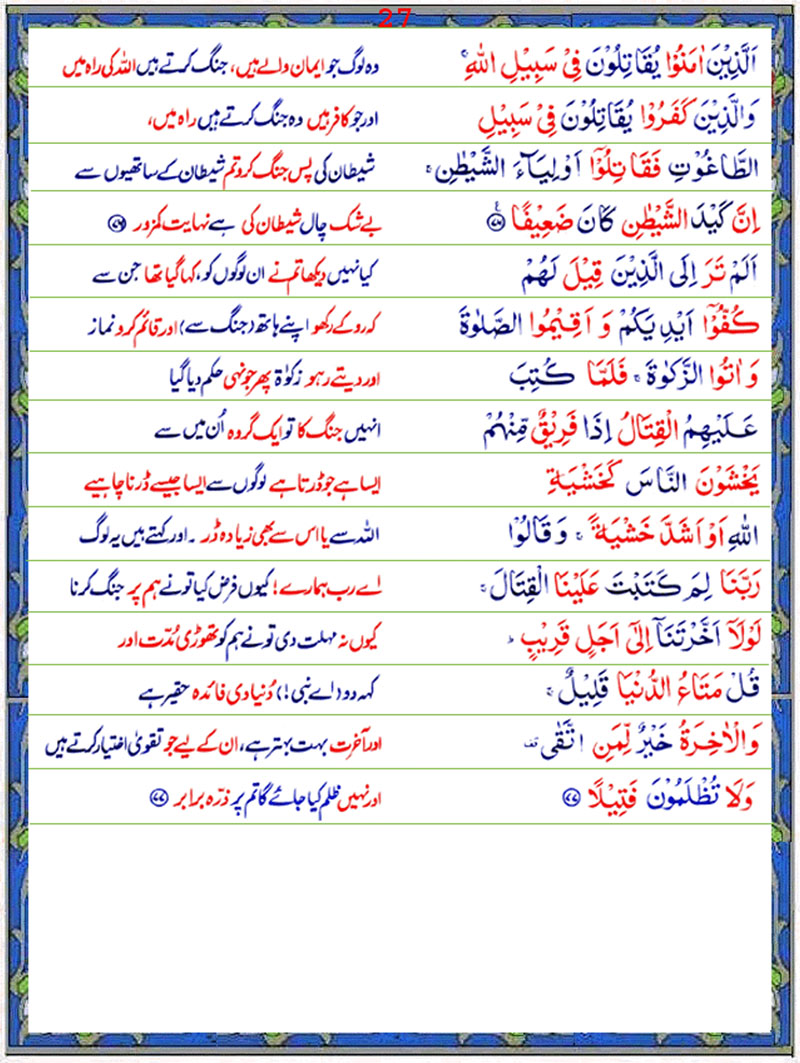 27
اَلَّذِيْنَ اٰمَنُوْا يُقَاتِلُوْنَ فِيْ سَبِيْلِ اللّٰهِ ۚ وہ لوگ جو ایمان والے ہیں، جنگ کرتے ہیں اللہ کی راہ میں
وَالَّذِيْنَ كَفَرُوْا يُقَاتِلُوْنَ فِيْ سَبِيْلِ اور جو کافر ہیں وہ جنگ کرتے ہیں راہ میں،
الطَّاغُوْتِ فَقَاتِلُوْٓا اَوْلِيَآءَ الشَّيْطٰنِ ۚ شیطان کی پس جنگ کرو تم شیطان کے ساتھیوں سے
اِنَّ كَيْدَ الشَّيْطٰنِ كَانَ ضَعِيْفًا ۟ بے شک چال شیطان کی ہے نہایت کمزور
اَلَمْ تَرَ اِلَى الَّذِيْنَ قِيْلَ لَهُمْ کیا نہیں دیکھا تم نے ان لوگوں کو، کہا گیا تھا جن سے
كُفُّوْٓا اَيْدِيَكُمْ وَ اَقِيْمُوا الصَّلٰوةَ کہ روکے رکھو اپنے ہاتھ (جنگ سے) اور قائم کرو نماز
وَ اٰتُوا الزَّكٰوةَ ۚ فَلَمَّا كُتِبَ اور دیتے رہو زکوٰۃ پھر جونہی حکم دیا گیا
عَلَيْهِمُ الْقِتَالُ اِذَا فَرِيْقٌ مِّنْهُمْ انہیں جنگ کا تو ایک گروہ اُن میں سے
يَخْشَوْنَ النَّاسَ كَخَشْيَةِ ایسا ہے جو ڈرتا ہے لوگوں سے ایسا جیسے ڈرنا چاہیے
اللّٰهِ اَوْ اَشَدَّ خَشْيَةً ۚ وَ قَالُوْا اللہ سے یا اس سے بھی زیادہ ڈر ۔ اور کہتے ہیں یہ لوگ
رَبَّنَا لِمَ كَتَبْتَ عَلَيْنَا الْقِتَالَ ۚ اے رب ہمارے! کیوں فرض کیا تو نے ہم پر جنگ کرنا
لَوْلَآ اَخَّرْتَنَآ اِلٰٓى اَجَلٍ قَرِيْبٍ ؕ کیوں نہ مہلت دی تو نے ہم کو تھوڑی مُدّت اور
قُلْ مَتَاعُ الدُّنْيَا قَلِيْلٌ ۚ کہہ دو (اے نبی!) دُنیاوی فائدہ حقیر ہے
وَالْاٰخِرَةُ خَيْرٌ لِّمَنِ اتَّقٰى قف اور آخرت بہت بہتر ہے، ان کے لیے جو تقویٰ اختیار کرتے ہیں
وَلَا تُظْلَمُوْنَ فَتِيْلًا ۝۷۷ اور نہیں ظلم کیا جائے گا تم پر ذرّہ برابر ۝۷۷